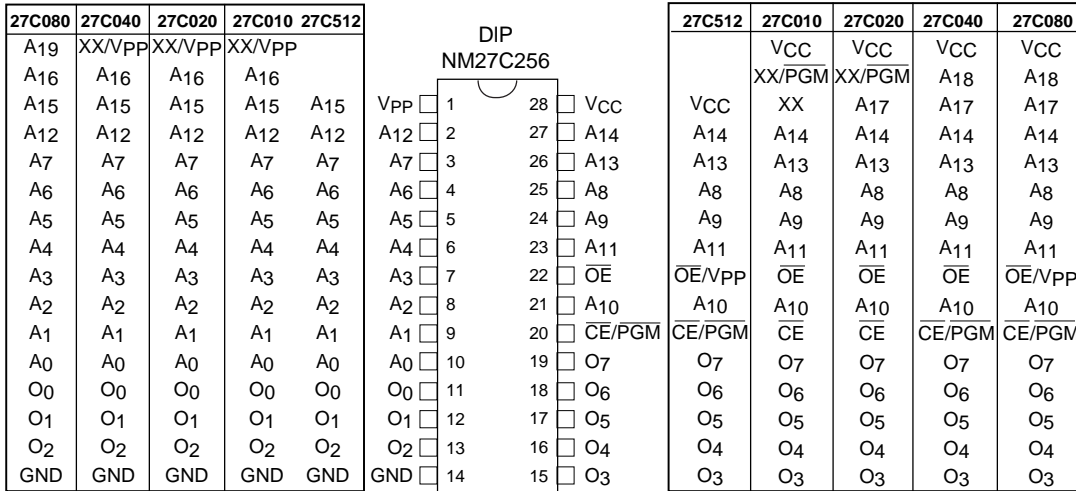 27C080 27C040 27C020 27C010 27C512 DIP NM27C256 27C512 27C010 27C020 27C040 27C080
A19 XX/VPP XX/VPP XX/VPP VCC VCC VCC VCC
A16 A16 A16 A16 XX/PGM XX/PGM A18 A18
A15 A15 A15 A15 A15 VPP 1 28 VCC VCC XX A17 A17 A17
A12 A12 A12 A12 A12 A12 2 27 A14 A14 A14 A14 A14 A14
A7 A7 A7 A7 A7 A7 3 26 A13 A13 A13 A13 A13 A13
A6 A6 A6 A6 A6 A6 4 25 A8 A8 A8 A8 A8 A8
A5 A5 A5 A5 A5 A5 5 24 A9 A9 A9 A9 A9 A9
A4 A4 A4 A4 A4 A4 6 23 A11 A11 A11 A11 A11 A11
A3 A3 A3 A3 A3 A3 7 22 OE OE/VPP OE OE OE OE/VPP
A2 A2 A2 A2 A2 A2 8 21 A10 A10 A10 A10 A10 A10
A1 A1 A1 A1 A1 A1 9 20 CE/PGM CE/PGM CE CE CE/PGM CE/PGM
A0 A0 A0 A0 A0 A0 10 19 O7 O7 O7 O7 O7 O7
O0 O0 O0 O0 O0 O0 11 18 O6 O6 O6 O6 O6 O6
O1 O1 O1 O1 O1 O1 12 17 O5 O5 O5 O5 O5 O5
O2 O2 O2 O2 O2 O2 13 16 O4 O4 O4 O4 O4 O4
GND GND GND GND GND GND 14 15 O3 O3 O3 O3 O3 O3